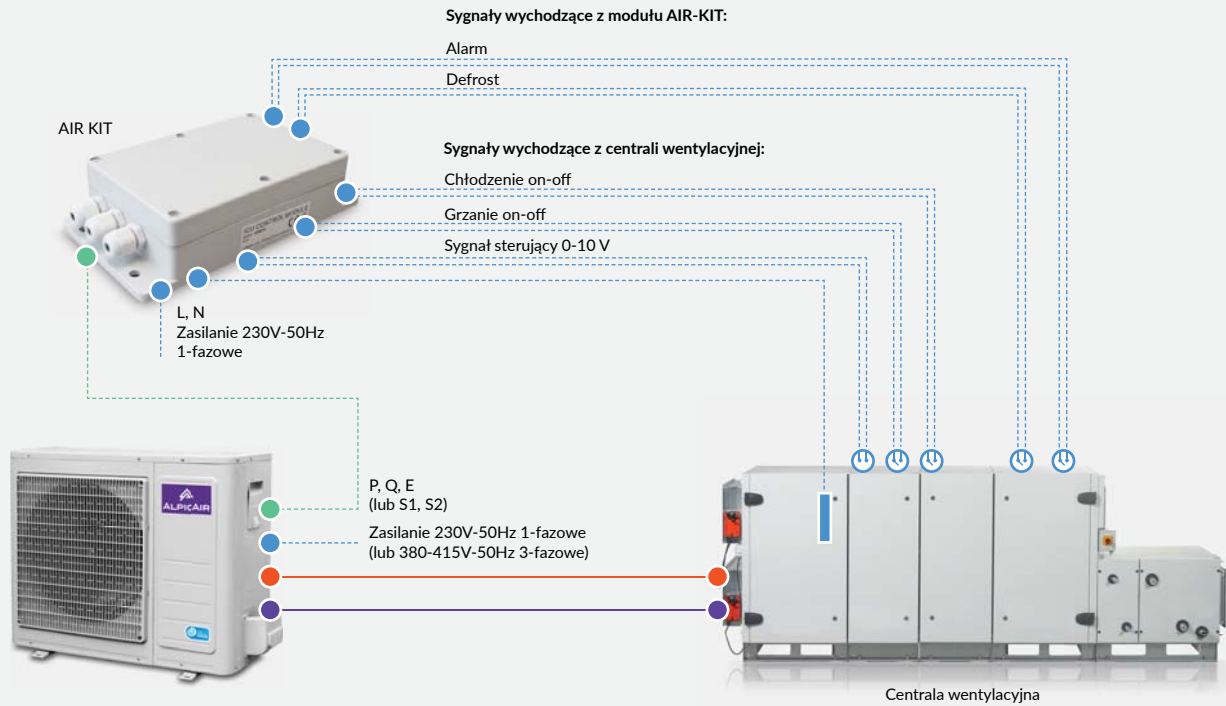 Sygnały wychodzące z modułu AIR-KIT:
Alarm
Defrost
AIR KIT
Sygnały wychodzące z centrali wentylacyjnej:
Chłodzenie on-off
Grzanie on-off
Sygnał sterujący 0-10 V
L, N
Zasilanie 230V-50Hz
1-fazowe
P, Q, E
(lub S1, S2)
Zasilanie 230V-50Hz 1-fazowe
(lub 380-415V-50Hz 3-fazowe)
ALPICAIR
Centrala wentylacyjna